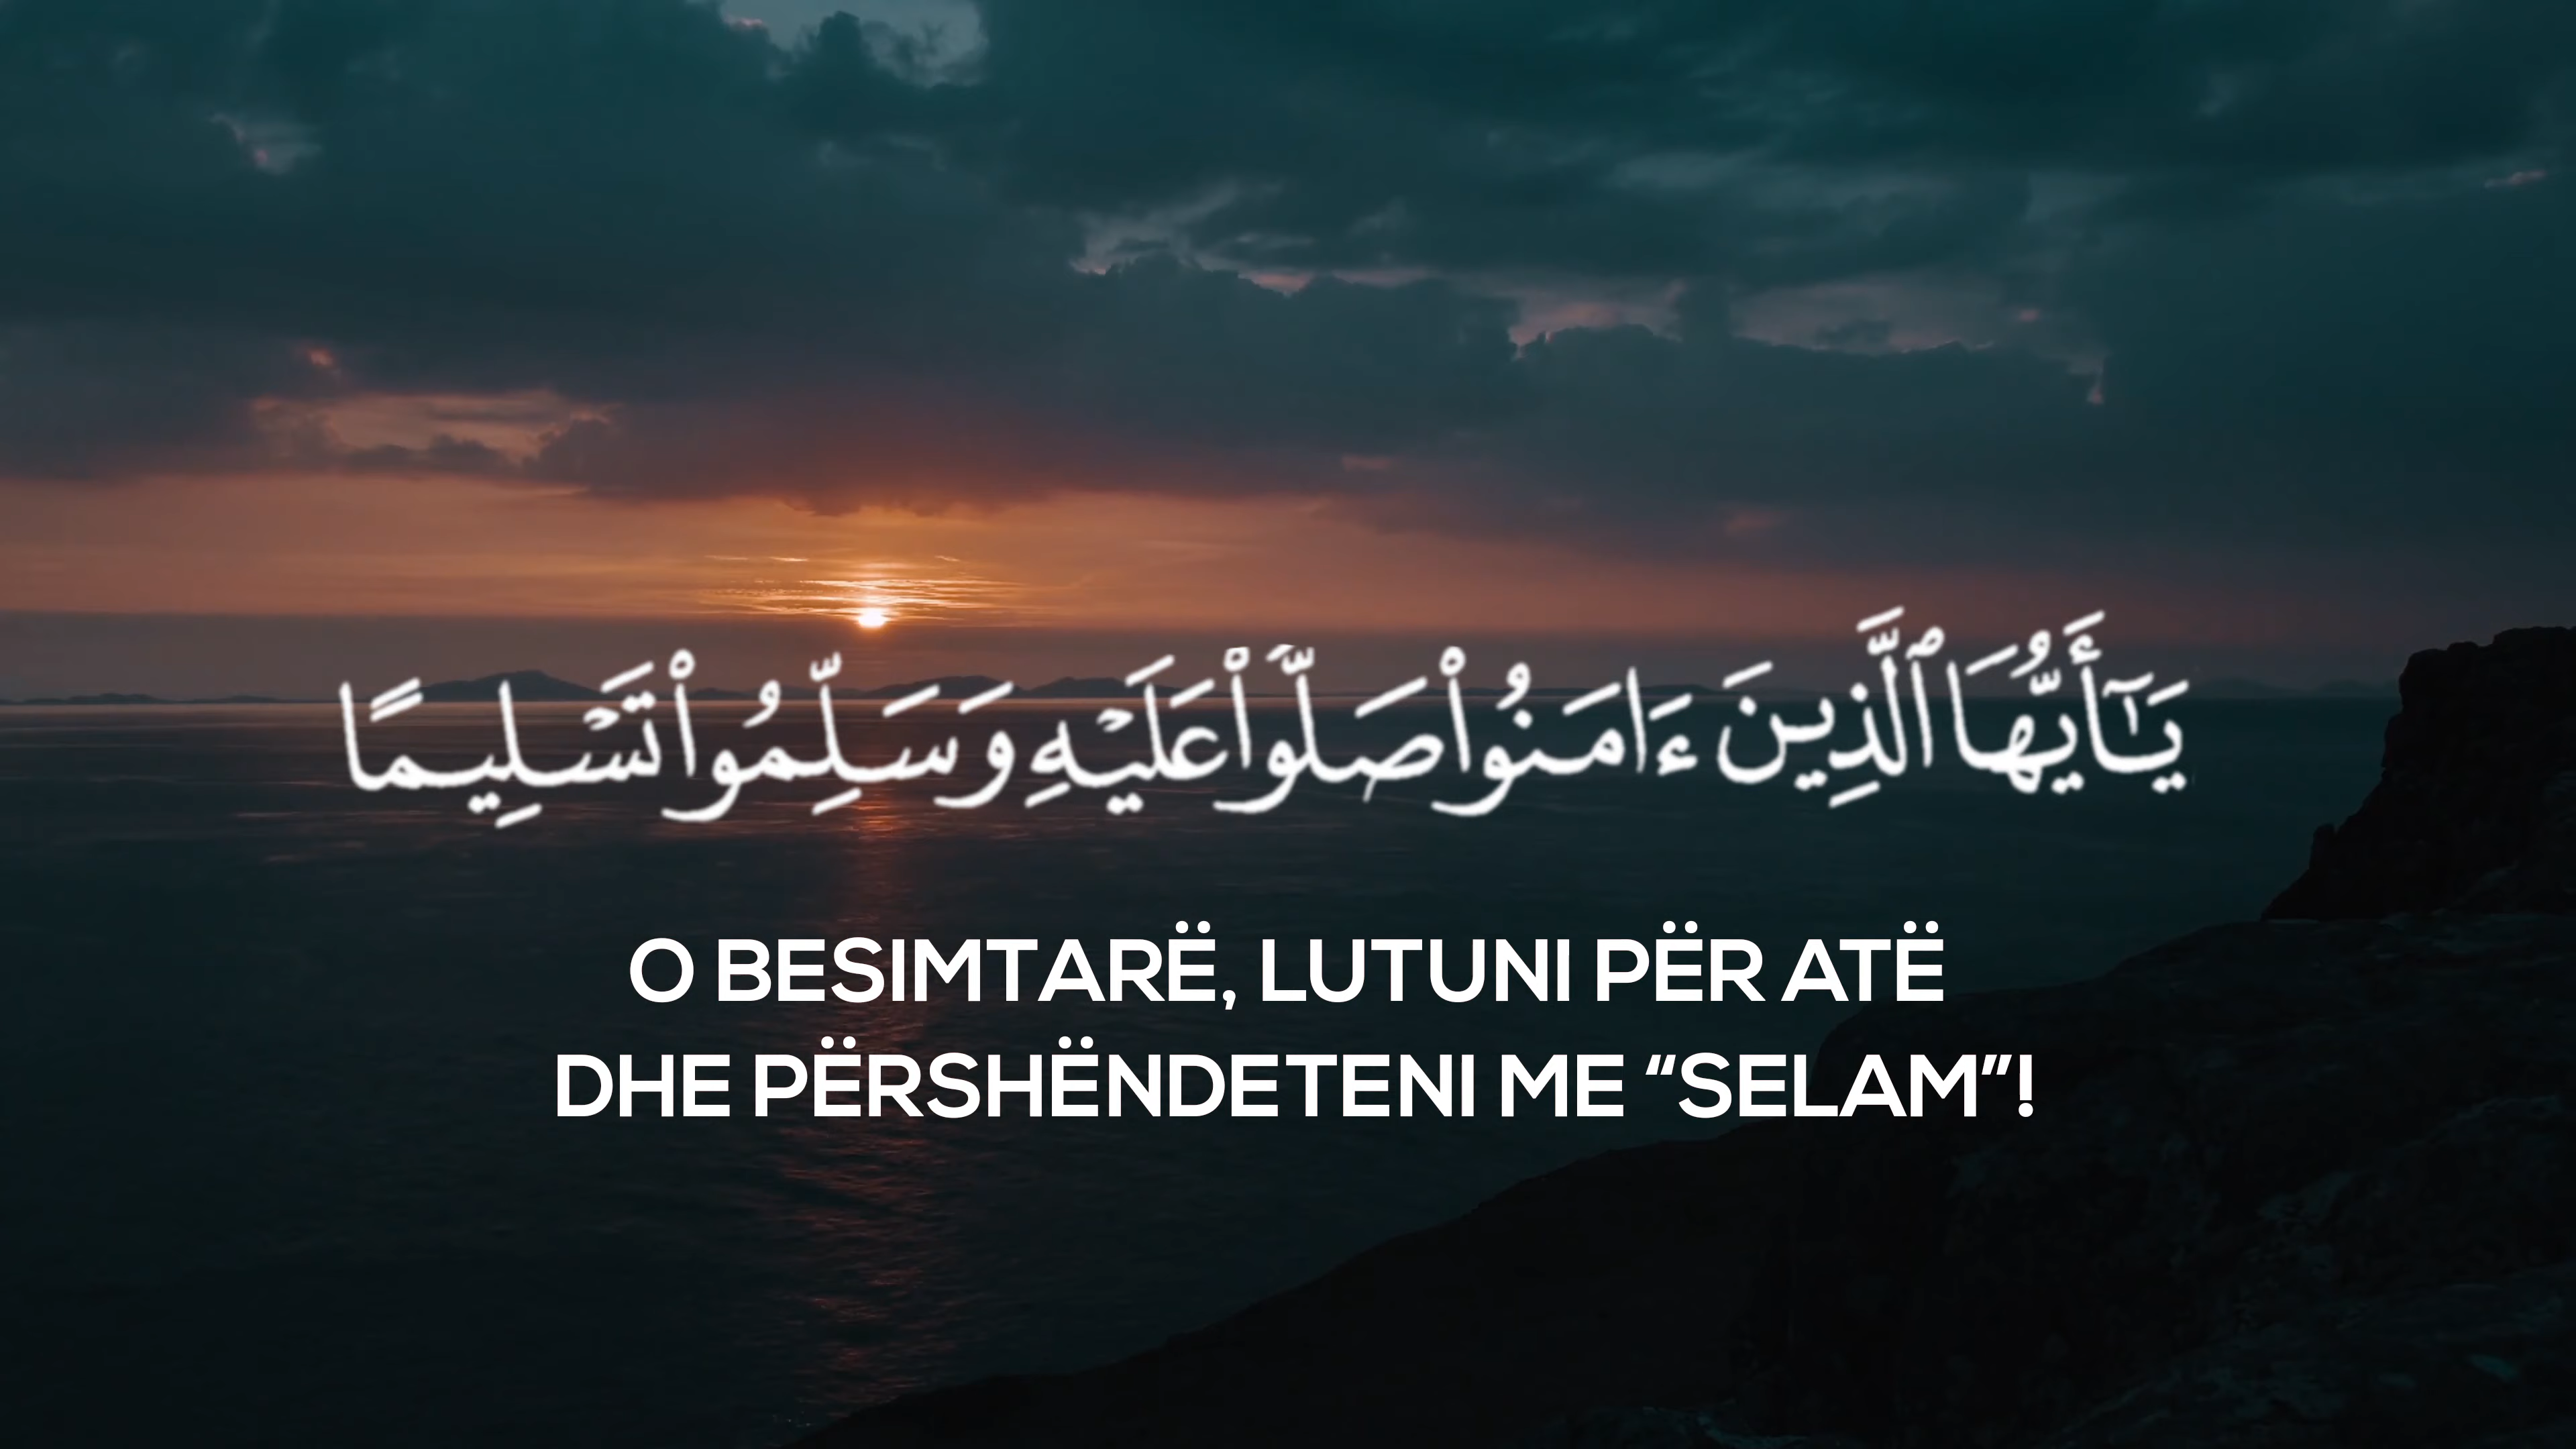 يَـٰٓأَيُّهَا ٱلَّذِينَ ءَامَنُوا۟ صَلُّوا۟ عَلَيْهِ وَسَلِّمُوا۟ تَسْلِيمًا
O BESIMTARË, LUTUNI PËR ATË
DHE PËRSHËNDETENI ME “SELAM”!